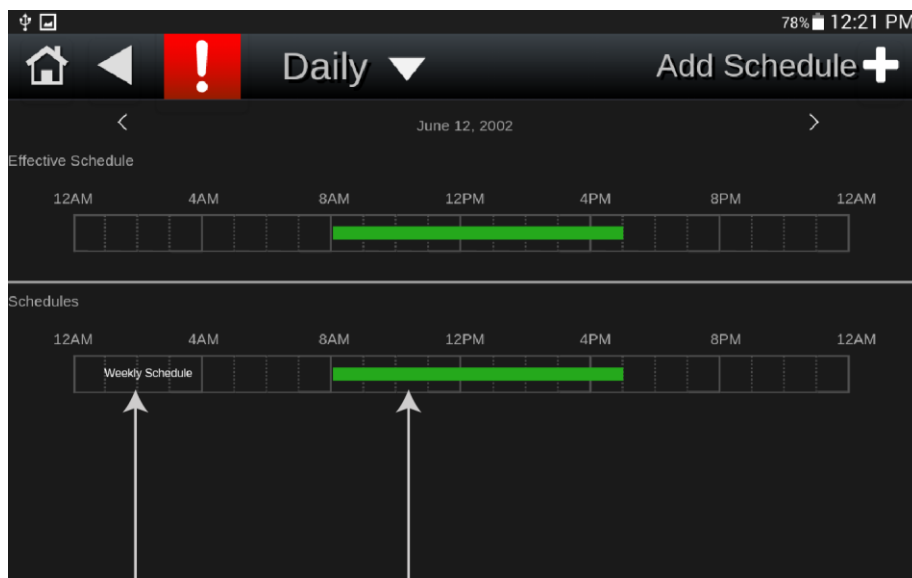 78% 12:21 PM
! Daily Add Schedule
June 12, 2002
Effective Schedule
12AM 4AM 8AM 12PM 4PM 8PM 12AM
Schedules
12AM 4AM 8AM 12PM 4PM 8PM 12AM
Weekly Schedule